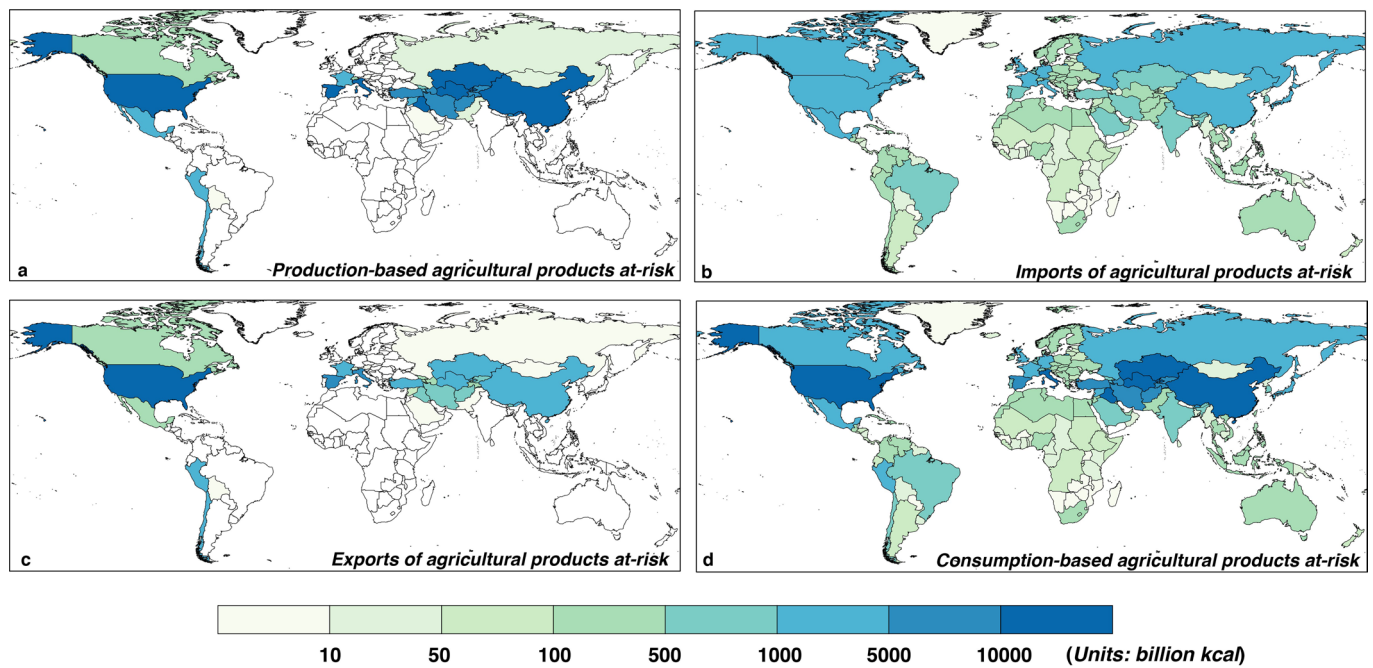 a
Production-based agricultural products at-risk
b
Imports of agricultural products at-risk
c
Exports of agricultural products at-risk
d
Consumption-based agricultural products at-risk
10 50 100 500 1000 5000 10000 (Units: billion kcal)